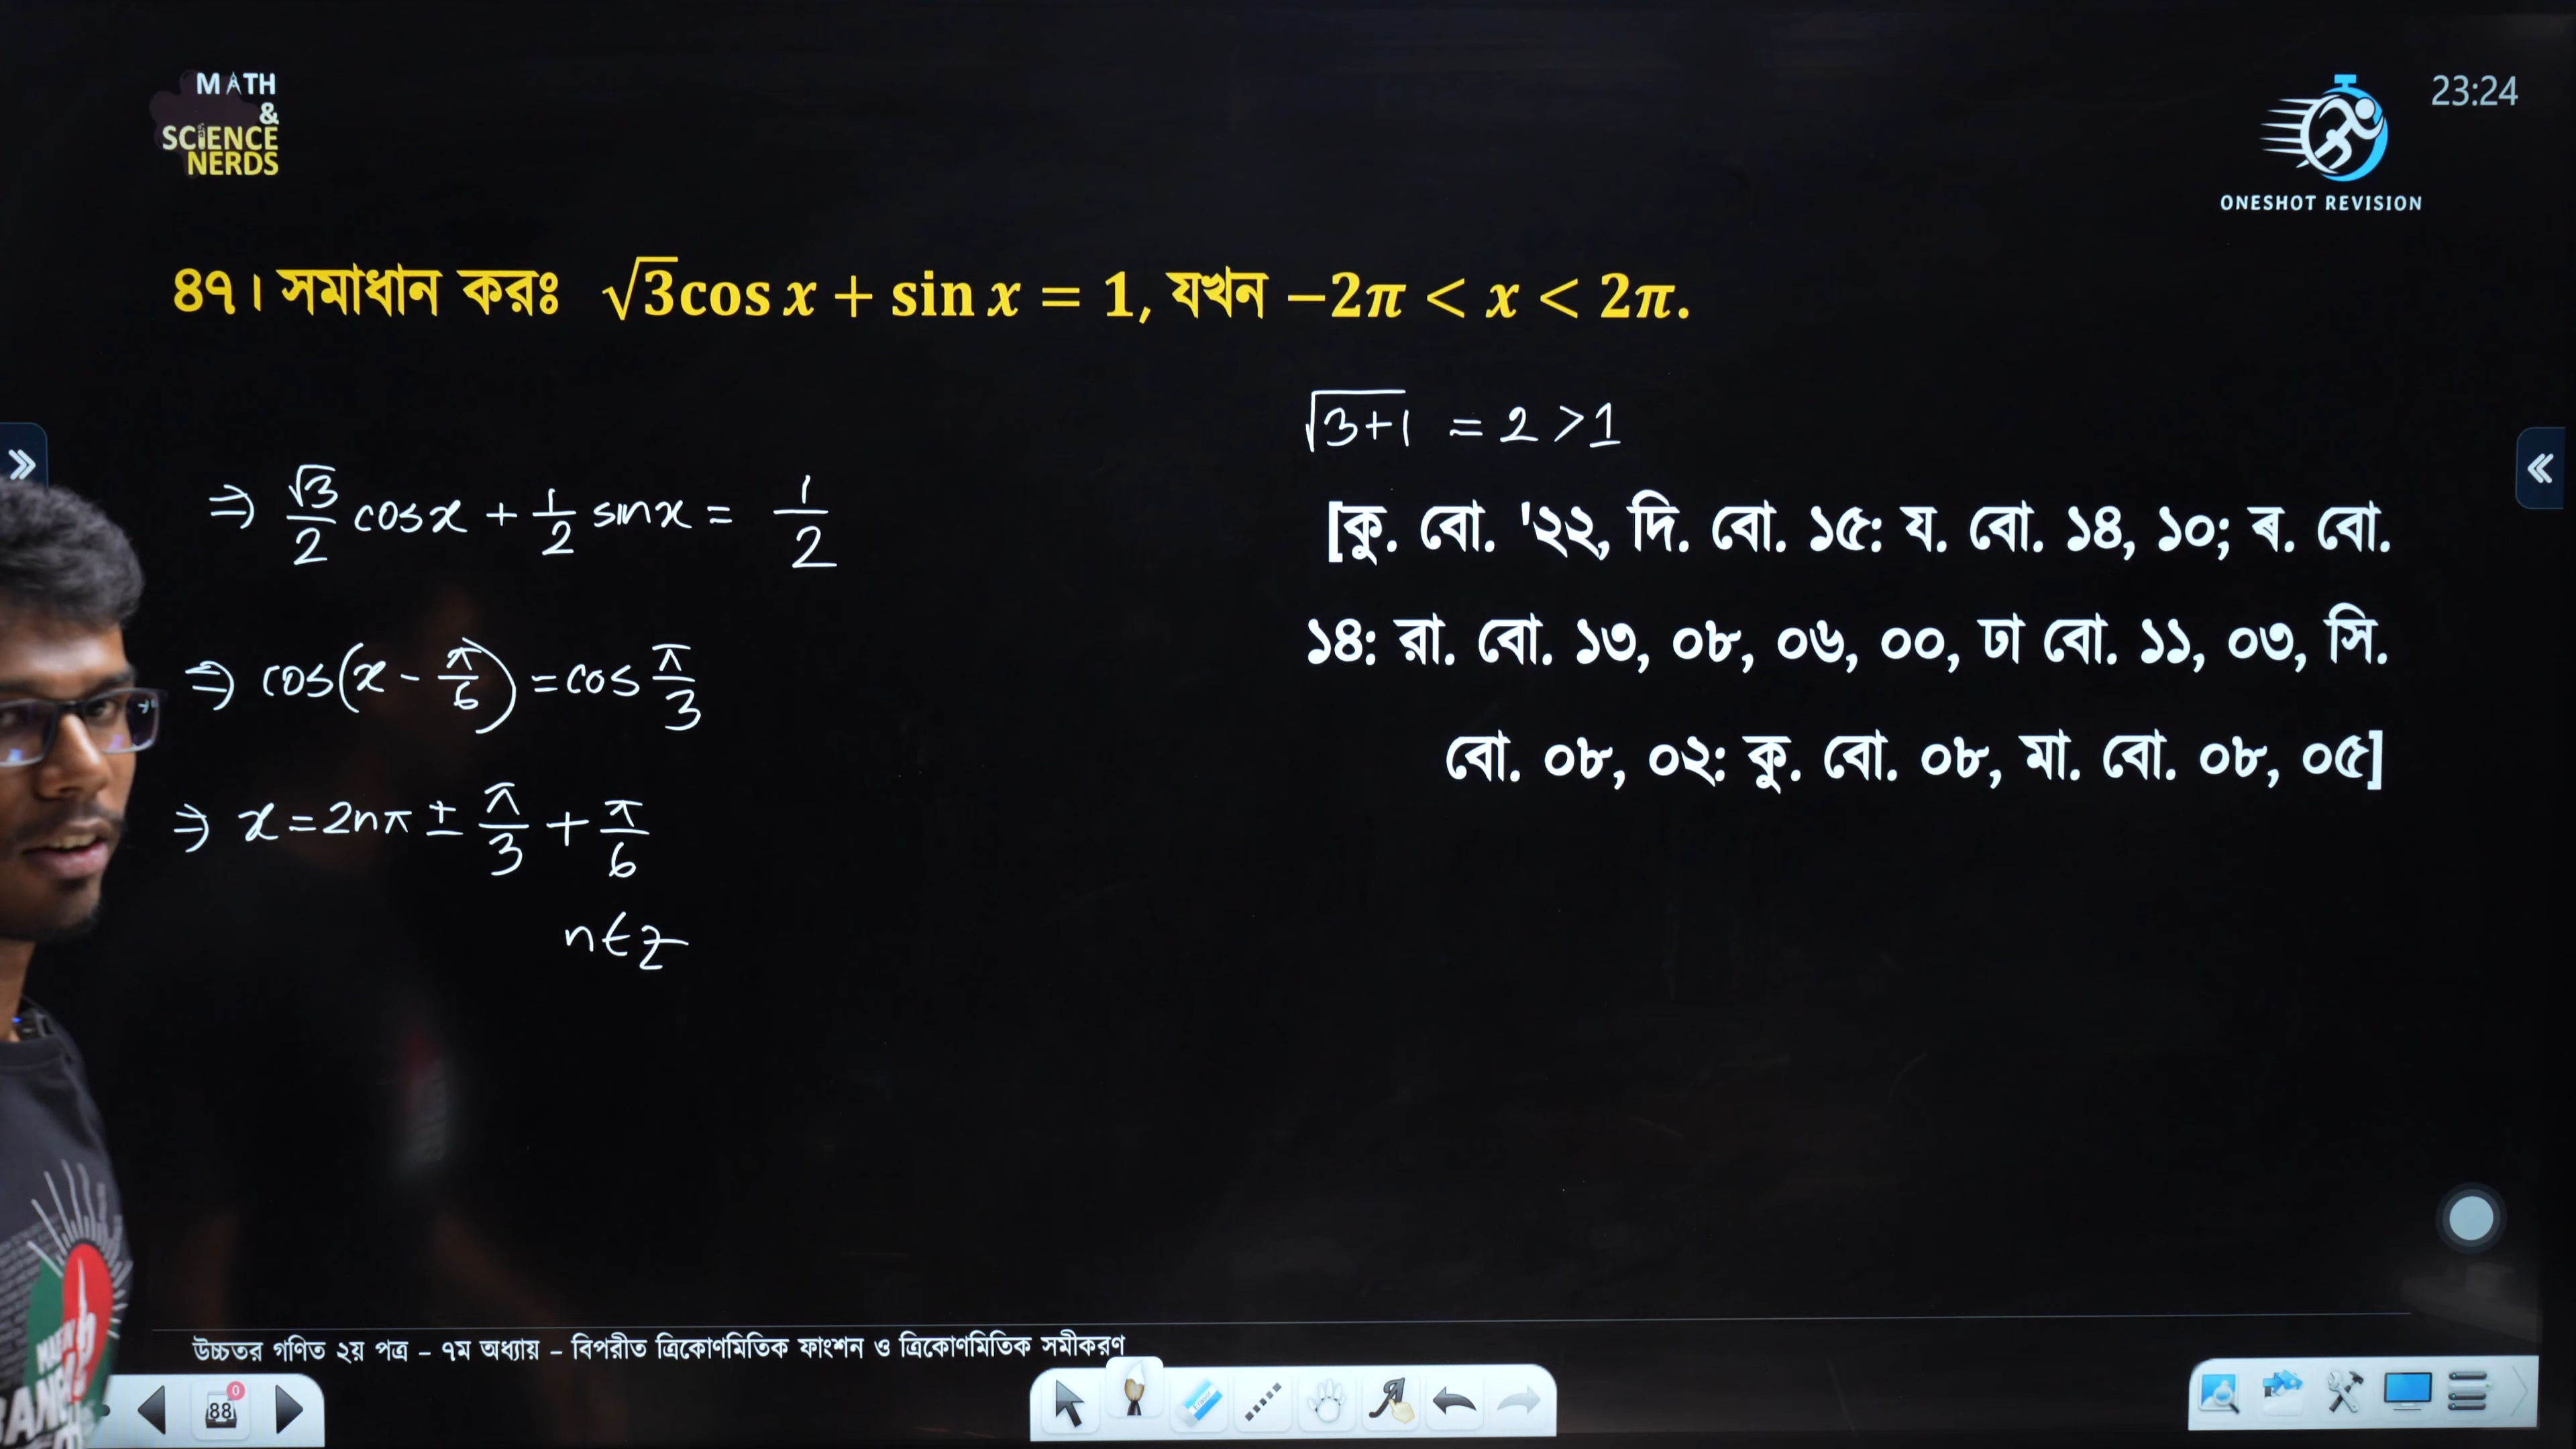 MATH
&
SCIENCE
NERDS
23:24
ONESHOT REVISION
৪৭। সমাধান করঃ √3cos x + sin x = 1, যখন −2π < x < 2π.
√3+1 = 2 > 1
⇒ √3/2 cosx + 1/2 sinx = 1/2
[কু. বো. '২২, দি. বো. ১৫: য. বো. ১৪, ১০; ৰ. বো.
১৪: রা. বো. ১৩, ০৮, ০৬, ০০, ঢা বো. ১১, ০৩, সি.
বো. ০৮, ০২: কু. বো. ০৮, মা. বো. ০৮, ০৫]
⇒ cos(x − π/6) = cos π/3
⇒ x = 2nπ ± π/3 + π/6
n∈z
উচ্চতর গণিত ২য় পত্র – ৭ম অধ্যায় – বিপরীত ত্রিকোণমিতিক ফাংশন ও ত্রিকোণমিতিক সমীকরণ
0
88